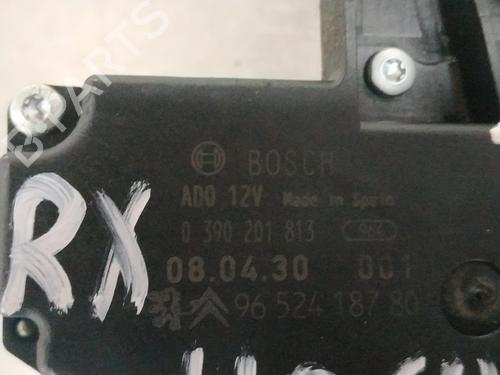 BOSCH
ADO 12V Made in Spain
0 390 201 813 964
08.04.30 001
96 524 187 80
RX
B-PARTS